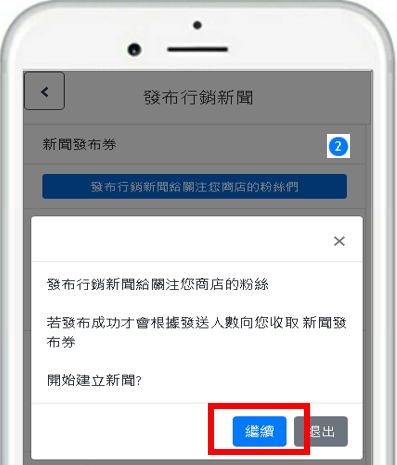 發布行銷新聞
新聞發布券
2
發布行銷新聞給關注您商店的粉絲們
×
發布行銷新聞給關注您商店的粉絲
若發布成功才會根據發送人數向您收取 新聞發
布券
開始建立新聞?
繼續
退出